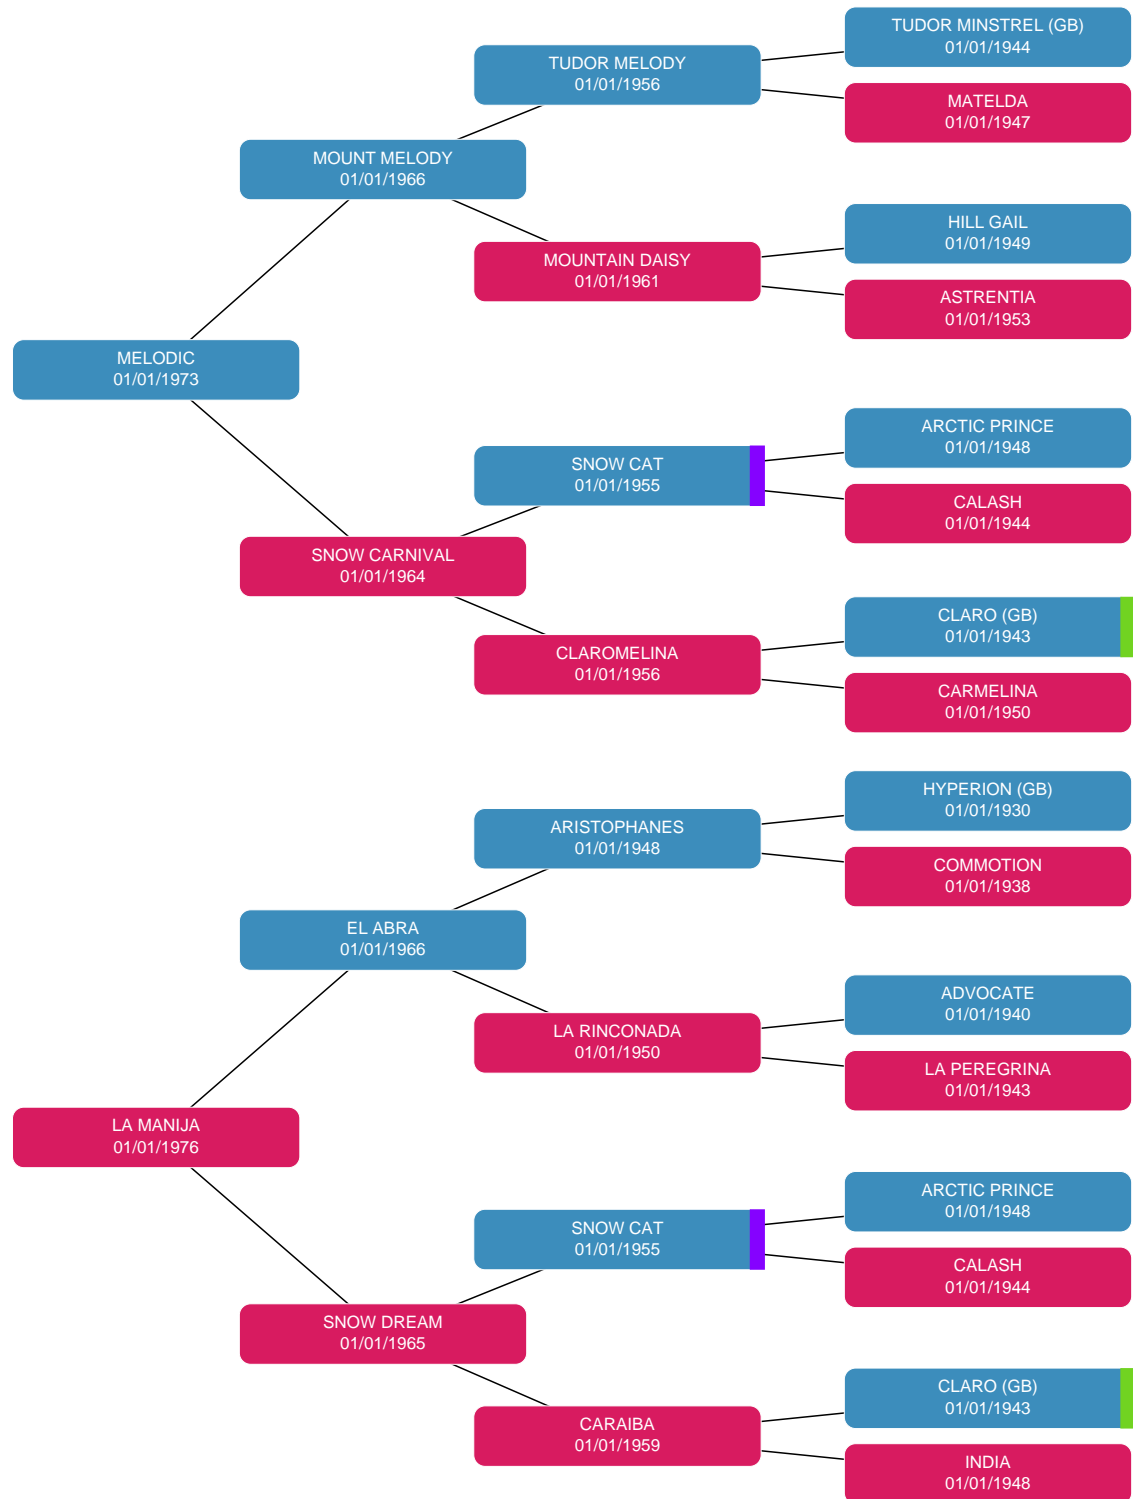 TUDOR MINSTREL (GB)
01/01/1944
TUDOR MELODY
01/01/1956
MATELDA
01/01/1947
MOUNT MELODY
01/01/1966
HILL GAIL
01/01/1949
MOUNTAIN DAISY
01/01/1961
ASTRENTIA
01/01/1953
MELODIC
01/01/1973
ARCTIC PRINCE
01/01/1948
SNOW CAT
01/01/1955
CALASH
01/01/1944
SNOW CARNIVAL
01/01/1964
CLARO (GB)
01/01/1943
CLAROMELINA
01/01/1956
CARMELINA
01/01/1950
HYPERION (GB)
01/01/1930
ARISTOPHANES
01/01/1948
COMMOTION
01/01/1938
EL ABRA
01/01/1966
ADVOCATE
01/01/1940
LA RINCONADA
01/01/1950
LA PEREGRINA
01/01/1943
LA MANIJA
01/01/1976
ARCTIC PRINCE
01/01/1948
SNOW CAT
01/01/1955
CALASH
01/01/1944
SNOW DREAM
01/01/1965
CLARO (GB)
01/01/1943
CARAIBA
01/01/1959
INDIA
01/01/1948